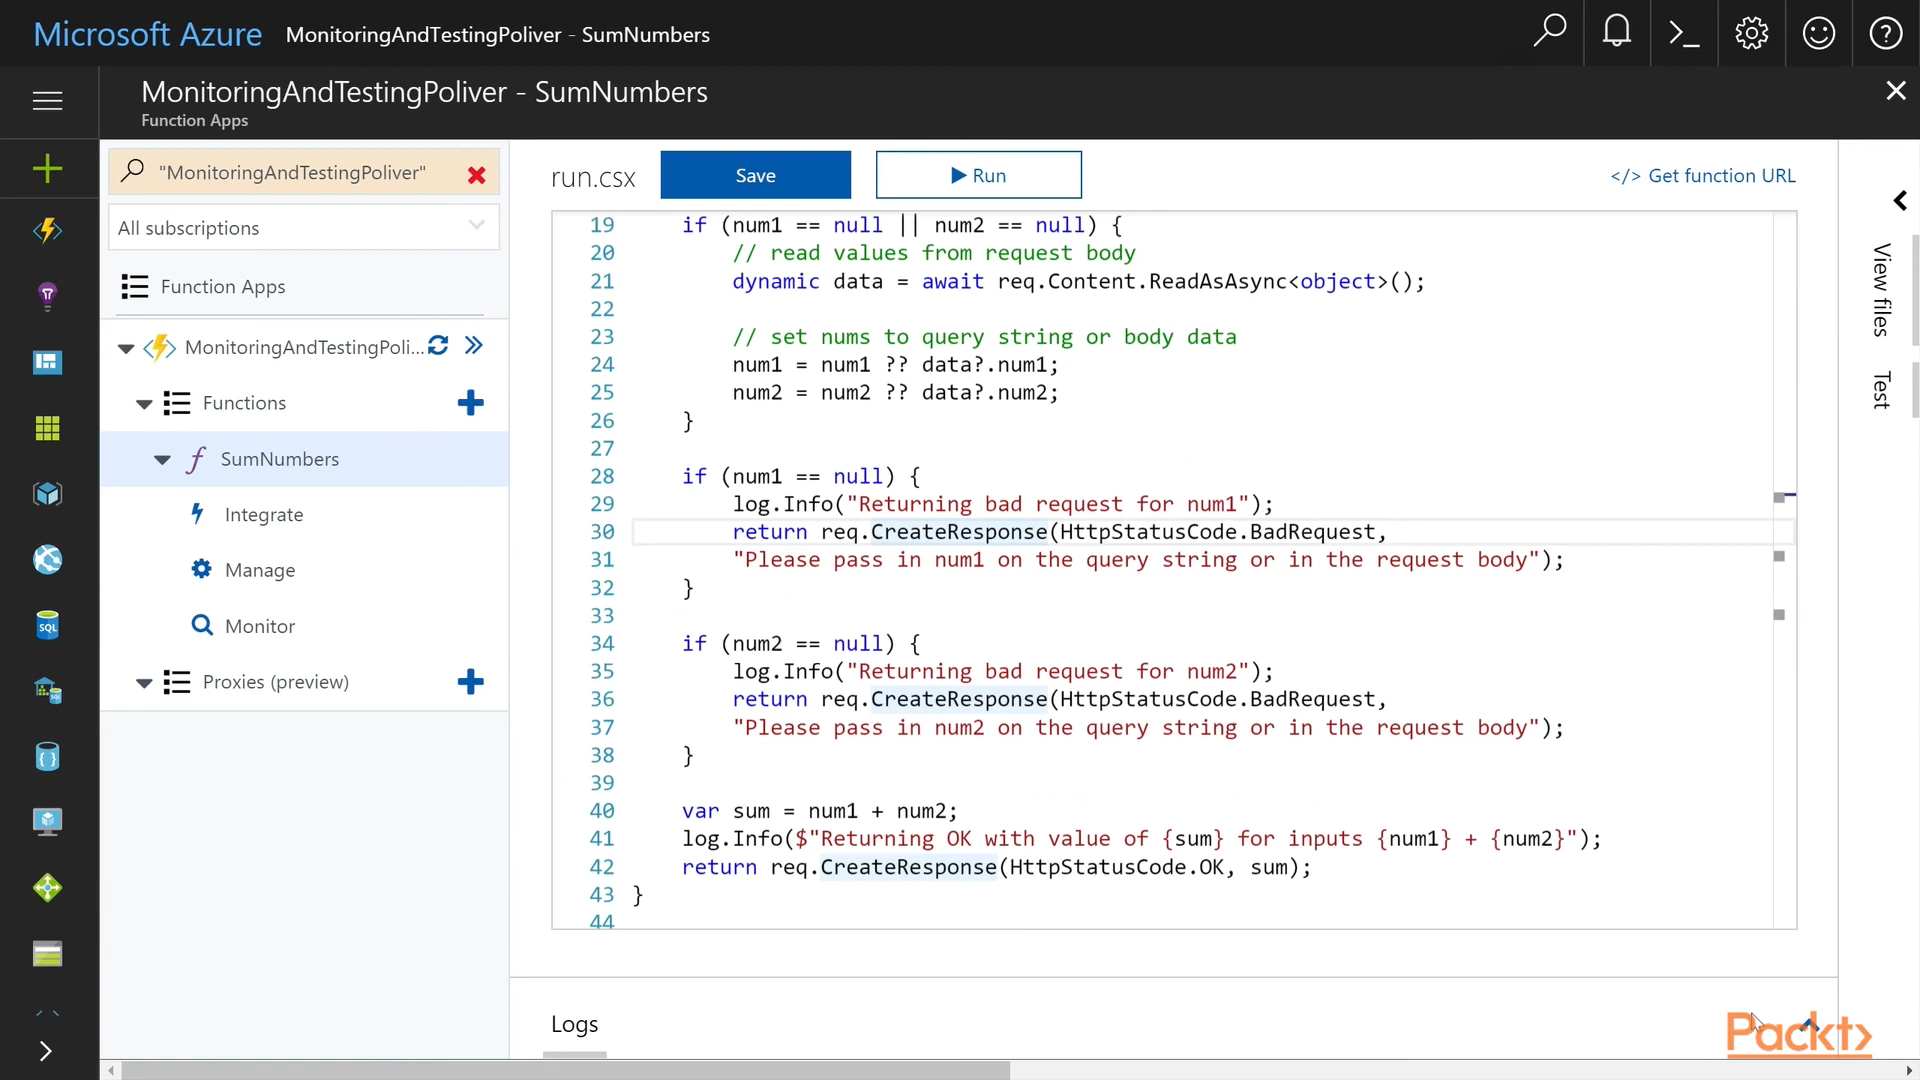 Microsoft Azure MonitoringAndTestingPoliver - SumNumbers
MonitoringAndTestingPoliver - SumNumbers
Function Apps
"MonitoringAndTestingPoliver"
All subscriptions
Function Apps
MonitoringAndTestingPoli...
Functions
SumNumbers
Integrate
Manage
Monitor
Proxies (preview)
SQL
run.csx
Save
Run
</> Get function URL
19 if (num1 == null || num2 == null) {
20 // read values from request body
21 dynamic data = await req.Content.ReadAsAsync<object>();
22
23 // set nums to query string or body data
24 num1 = num1 ?? data?.num1;
25 num2 = num2 ?? data?.num2;
26 }
27
28 if (num1 == null) {
29 log.Info("Returning bad request for num1");
30 return req.CreateResponse(HttpStatusCode.BadRequest,
31 "Please pass in num1 on the query string or in the request body");
32 }
33
34 if (num2 == null) {
35 log.Info("Returning bad request for num2");
36 return req.CreateResponse(HttpStatusCode.BadRequest,
37 "Please pass in num2 on the query string or in the request body");
38 }
39
40 var sum = num1 + num2;
41 log.Info($"Returning OK with value of {sum} for inputs {num1} + {num2}");
42 return req.CreateResponse(HttpStatusCode.OK, sum);
43 }
44
View files
Test
Logs
Packt>